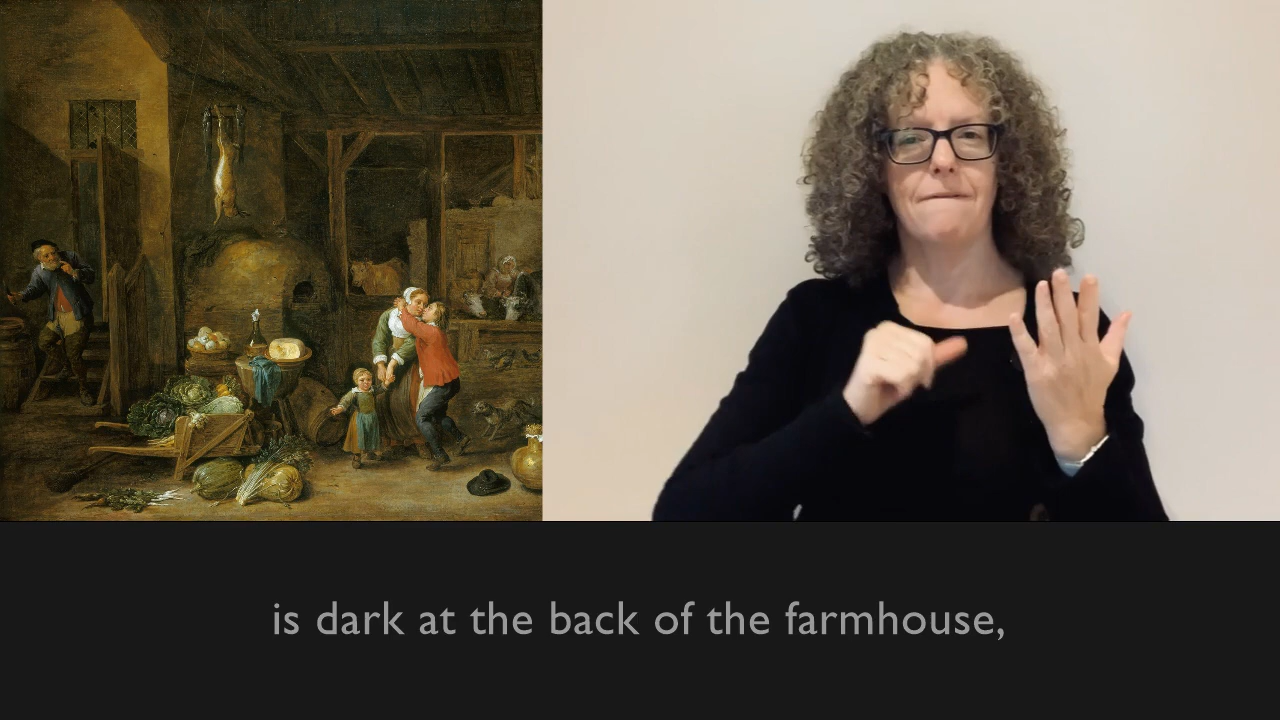 is dark at the back of the farmhouse,